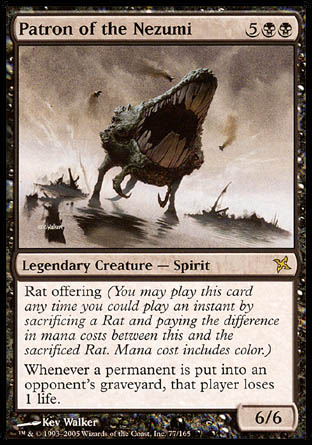 Patron of the Nezumi 5
Legendary Creature — Spirit
Rat offering (You may play this card
any time you could play an instant by
sacrificing a Rat and paying the difference
in mana costs between this and the
sacrificed Rat. Mana cost includes color.)
Whenever a permanent is put into an
opponent's graveyard, that player loses
1 life.
Kev Walker
6/6
™ & © 1993–2005 Wizards of the Coast, Inc. 77/165